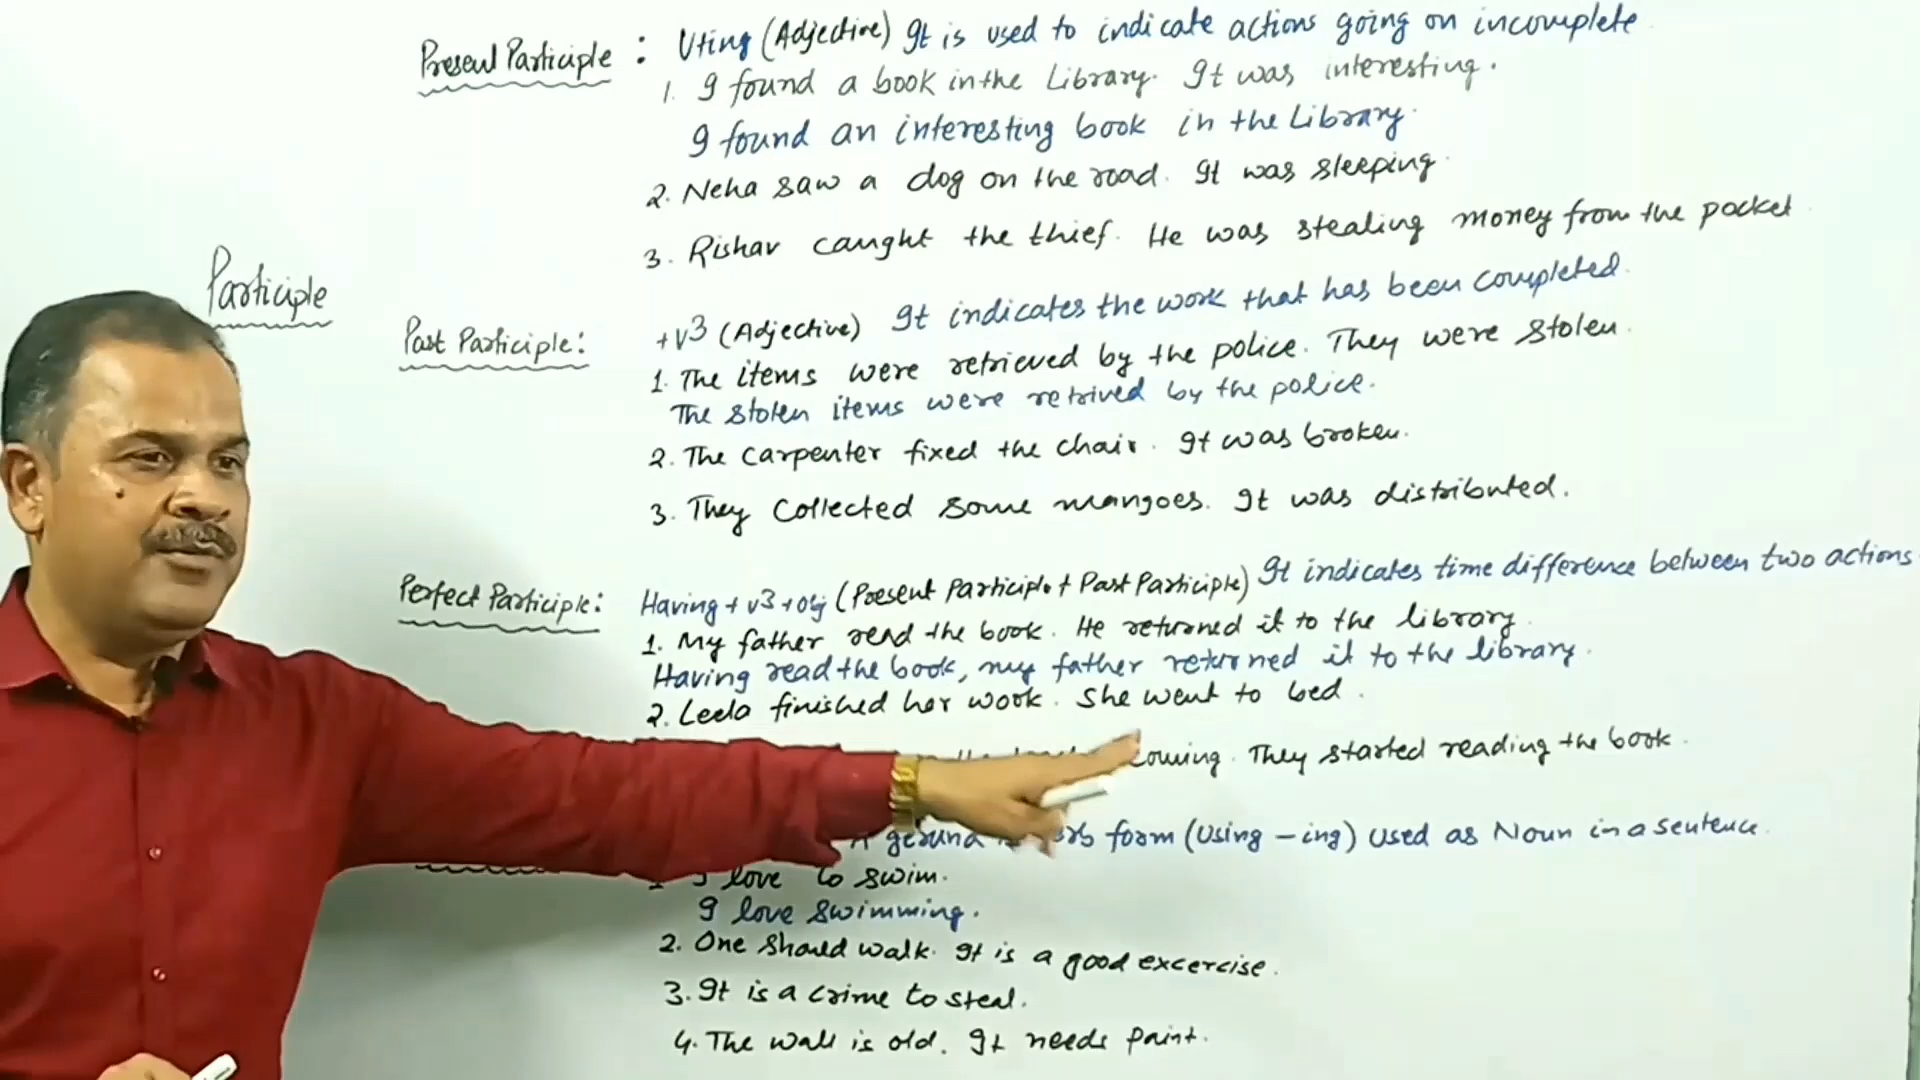 Participle
Present Participle : Vting (Adjective) It is used to indicate actions going on incomplete
1. I found a book in the Library. It was interesting.
I found an interesting book in the Library.
2. Neha saw a dog on the road. It was sleeping.
3. Rishav caught the thief. He was stealing money from the pocket
Past Participle: +V3 (Adjective) It indicates the work that has been completed.
1. The items were retrieved by the police. They were stolen.
The stolen items were retrived by the police.
2. The carpenter fixed the chair. It was broken.
3. They Collected some mangoes. It was distributed.
Perfect Participle: Having + V3 + obj (Present Participle + Past Participle) It indicates time difference between two actions
1. My father read the book. He returned it to the library.
Having read the book, my father returned it to the library.
2. Leela finished her work. She went to bed.
coming. They started reading the book.
A gerund form (Using - ing) used as Noun in a sentence.
1 I love to swim.
I love swimming.
2. One should walk. It is a good excercise.
3. It is a crime to steal.
4. The wall is old. It needs paint.